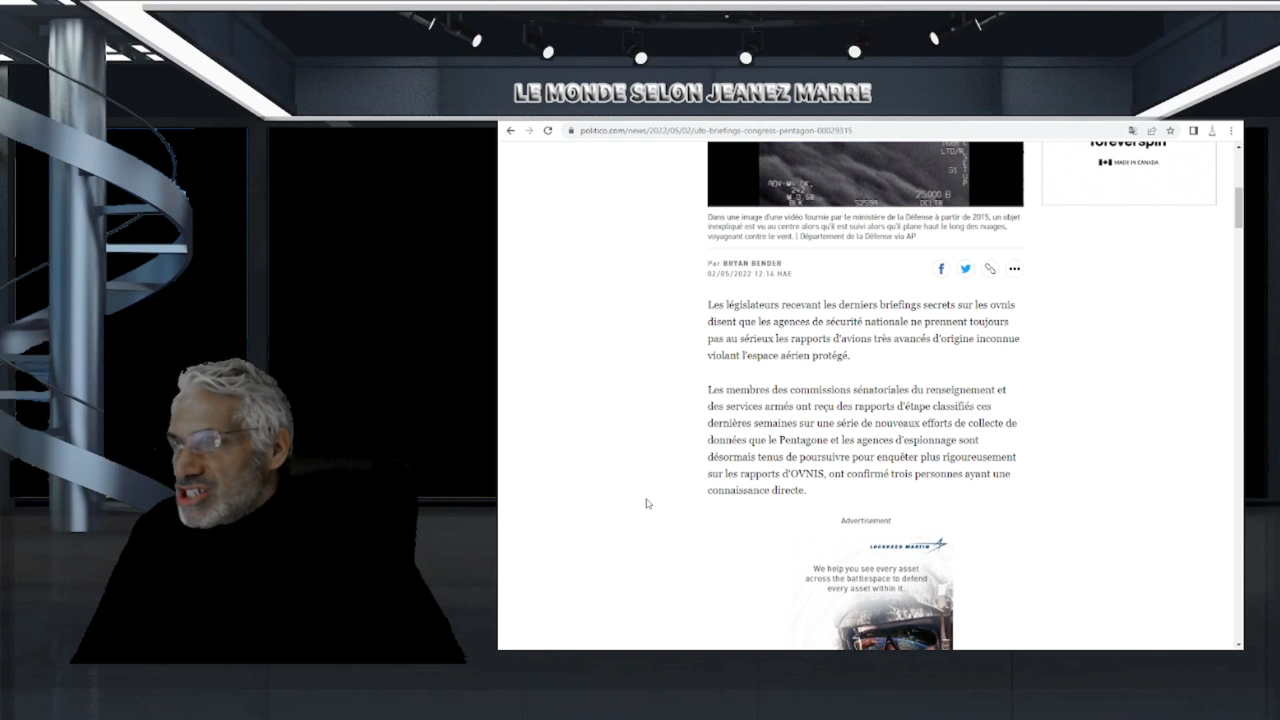 LE MONDE SELON JEANEZ MARRE
politico.com/news/2022/05/02/ufo-briefings-congress-pentagon-00029315
foreverspin
MADE IN CANADA
LTD/R
G1
25000 B
Dans une image d'une vidéo fournie par le ministère de la Défense à partir de 2015, un objet
inexpliqué est vu au centre alors qu'il est suivi alors qu'il plane haut le long des nuages,
voyageant contre le vent. | Département de la Défense via AP
Par BRYAN BENDER
02/05/2022 12:14 HAE
Les législateurs recevant les derniers briefings secrets sur les ovnis
disent que les agences de sécurité nationale ne prennent toujours
pas au sérieux les rapports d'avions très avancés d'origine inconnue
violant l'espace aérien protégé.
Les membres des commissions sénatoriales du renseignement et
des services armés ont reçu des rapports d'étape classifiés ces
dernières semaines sur une série de nouveaux efforts de collecte de
données que le Pentagone et les agences d'espionnage sont
désormais tenus de poursuivre pour enquêter plus rigoureusement
sur les rapports d'OVNIS, ont confirmé trois personnes ayant une
connaissance directe.
Advertisement
LOCKHEED MARTIN
We help you see every asset
across the battlespace to defend
every asset within it.